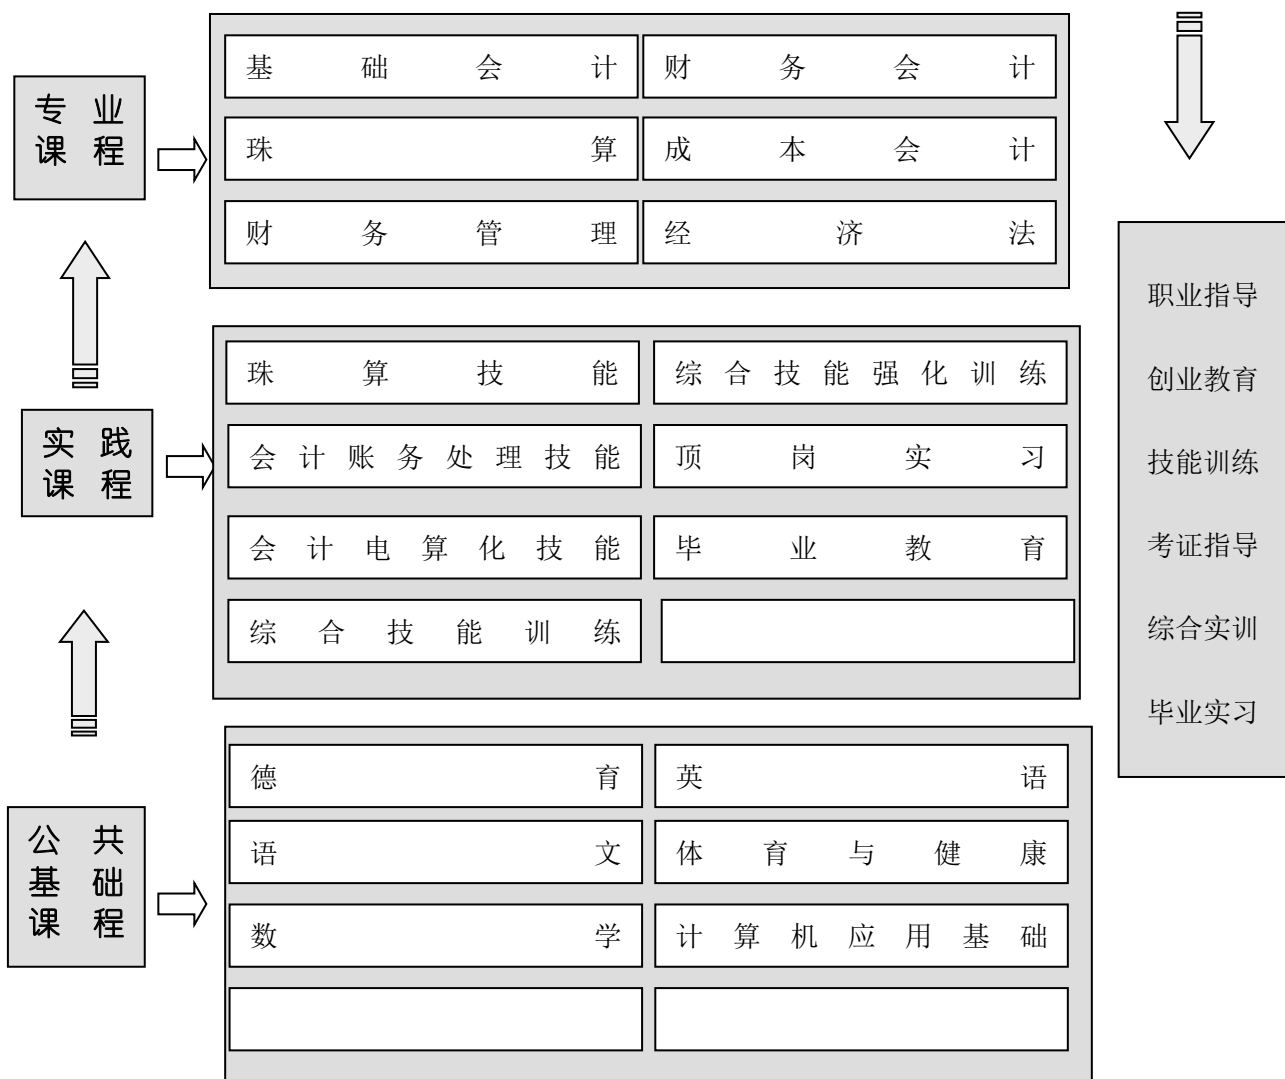 专业
课程
基础会计
财务会计
珠算
成本会计
财务管理
经济法
实践
课程
珠算技能
综合技能强化训练
会计账务处理技能
顶岗实习
会计电算化技能
毕业教育
综合技能训练
公共
基础
课程
德育
英语
语文
体育与健康
数学
计算机应用基础
职业指导
创业教育
技能训练
考证指导
综合实训
毕业实习